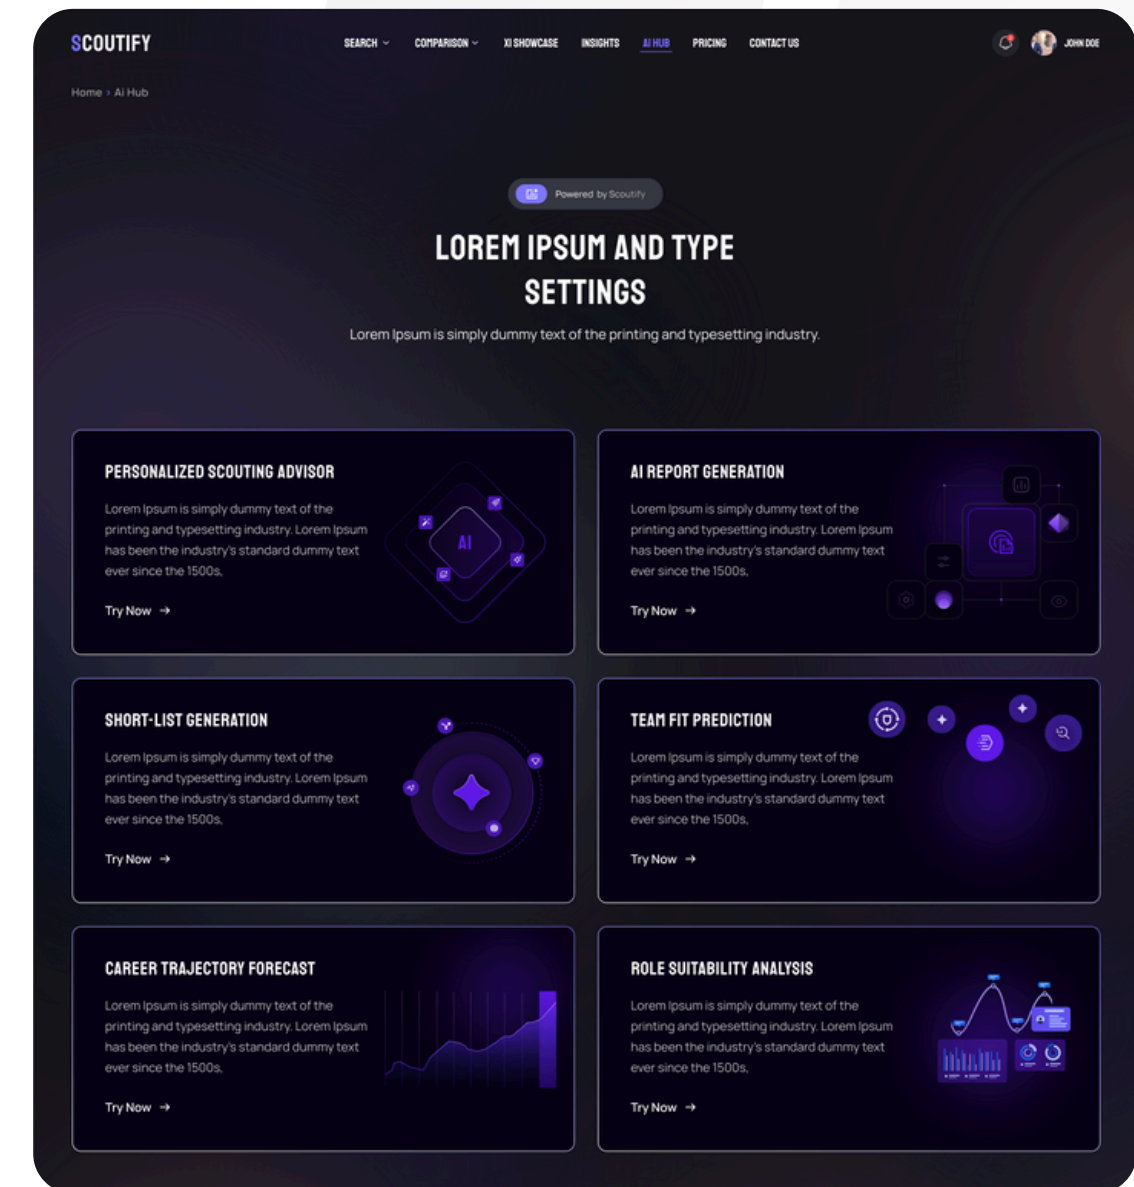 SCOUTIFY
SEARCH
COMPARISON
XI SHOWCASE
INSIGHTS
AI HUB
PRICING
CONTACT US
JOHN DOE
Home › Ai Hub
Powered by Scoutify
LOREM IPSUM AND TYPE
SETTINGS
Lorem Ipsum is simply dummy text of the printing and typesetting industry.
PERSONALIZED SCOUTING ADVISOR
Lorem Ipsum is simply dummy text of the
printing and typesetting industry. Lorem Ipsum
has been the industry's standard dummy text
ever since the 1500s,
Try Now →
AI
AI REPORT GENERATION
Lorem Ipsum is simply dummy text of the
printing and typesetting industry. Lorem Ipsum
has been the industry's standard dummy text
ever since the 1500s,
Try Now →
SHORT-LIST GENERATION
Lorem Ipsum is simply dummy text of the
printing and typesetting industry. Lorem Ipsum
has been the industry's standard dummy text
ever since the 1500s,
Try Now →
TEAM FIT PREDICTION
Lorem Ipsum is simply dummy text of the
printing and typesetting industry. Lorem Ipsum
has been the industry's standard dummy text
ever since the 1500s,
Try Now →
CAREER TRAJECTORY FORECAST
Lorem Ipsum is simply dummy text of the
printing and typesetting industry. Lorem Ipsum
has been the industry's standard dummy text
ever since the 1500s,
Try Now →
ROLE SUITABILITY ANALYSIS
Lorem Ipsum is simply dummy text of the
printing and typesetting industry. Lorem Ipsum
has been the industry's standard dummy text
ever since the 1500s,
Try Now →